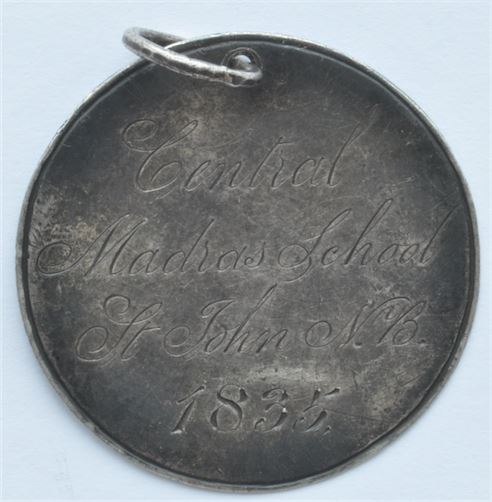 Central
Madras School
St John N.B.
1835.